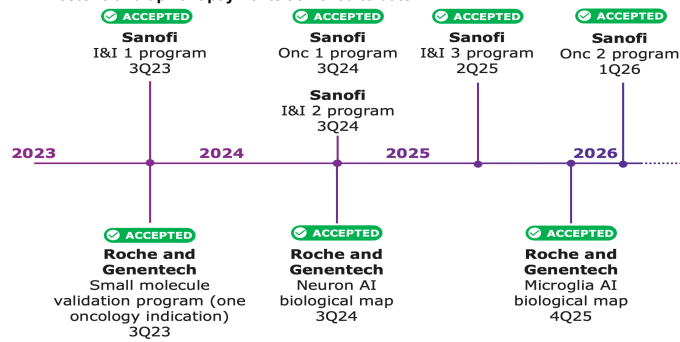 ACCEPTED
Sanofi
I&I 1 program
3Q23
ACCEPTED
Sanofi
Onc 1 program
3Q24
Sanofi
I&I 2 program
3Q24
ACCEPTED
Sanofi
I&I 3 program
2Q25
ACCEPTED
Sanofi
Onc 2 program
1Q26
2023
2024
2025
2026
ACCEPTED
Roche and
Genentech
Small molecule
validation program (one
oncology indication)
3Q23
ACCEPTED
Roche and
Genentech
Neuron AI
biological map
3Q24
ACCEPTED
Roche and
Genentech
Microglia AI
biological map
4Q25